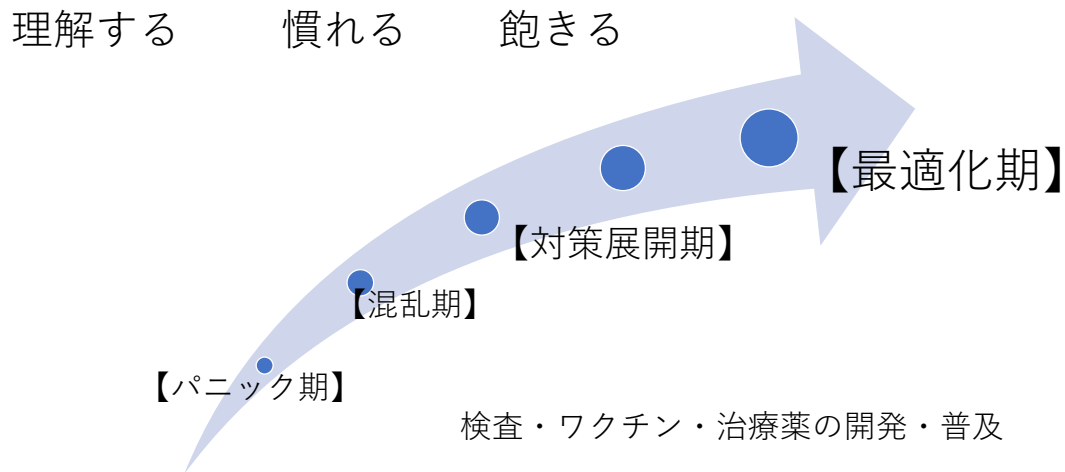 理解する　慣れる　飽きる
【最適化期】
【対策展開期】
【混乱期】
【パニック期】
検査・ワクチン・治療薬の開発・普及